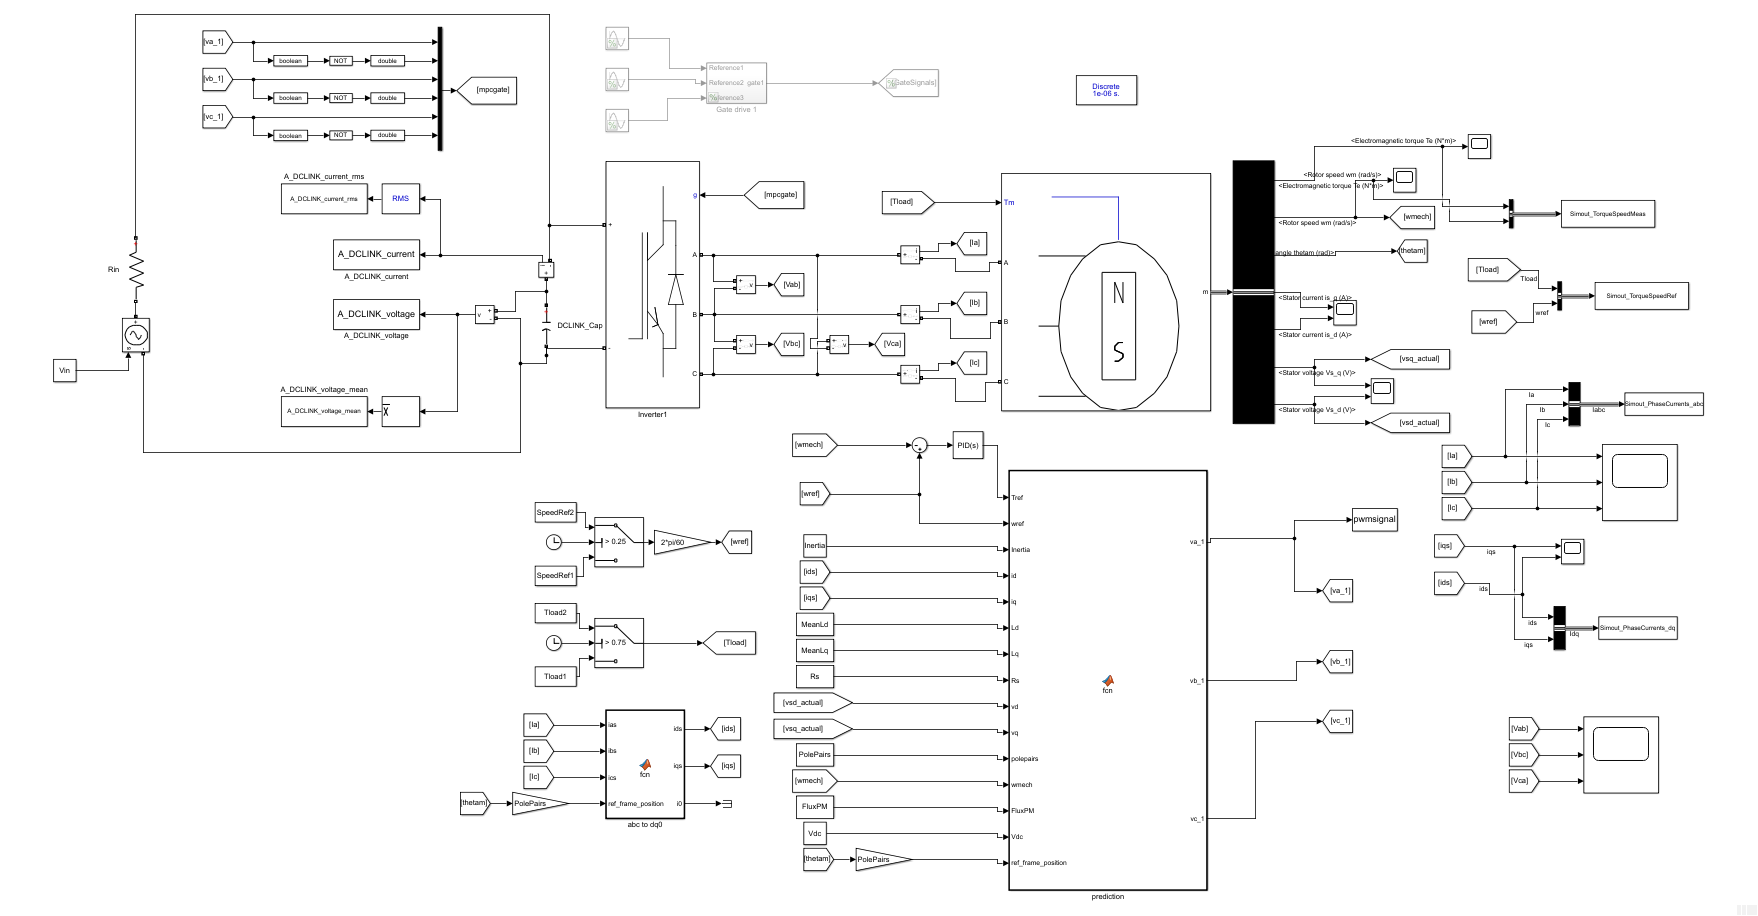 [va_1]
boolean
NOT
double
[vb_1]
boolean
NOT
double
[vc_1]
boolean
NOT
double
[mpcgate]
Reference1
Reference2 gate1
Reference3
Gate drive 1
GateSignals]
Discrete
1e-06 s.
A_DCLINK_current_rms
A_DCLINK_current_rms
RMS
A_DCLINK_current
A_DCLINK_current
A_DCLINK_voltage
A_DCLINK_voltage
A_DCLINK_voltage_mean
A_DCLINK_voltage_mean
Rin
Vin
DCLINK_Cap
g
+
-
A
B
C
Inverter1
[mpcgate]
[Tload]
[Vab]
[Vbc]
[Vca]
[Ia]
[Ib]
[Ic]
Tm
A
B
C
N
S
m
<Electromagnetic torque Te (N*m)>
<Rotor speed wm (rad/s)>
<Electromagnetic torque Te (N*m)>
<Rotor speed wm (rad/s)>
[wmech]
angle thetam (rad)>
[thetam]
<Stator current is_q (A)>
<Stator current is_d (A)>
<Stator voltage Vs_q (V)>
<Stator voltage Vs_d (V)>
[vsq_actual]
[vsd_actual]
Simout_TorqueSpeedMeas
[Tload]
Tload
[wref]
wref
Simout_TorqueSpeedRef
Ia
Ib
Ic
Iabc
Simout_PhaseCurrents_abc
[Ia]
[Ib]
[Ic]
[iqs]
iqs
[ids]
ids
ids
iqs
Idq
Simout_PhaseCurrents_dq
[Vab]
[Vbc]
[Vca]
SpeedRef2
> 0.25
SpeedRef1
2*pi/60
[wref]
Tload2
> 0.75
Tload1
[Tload]
[Ia]
[Ib]
[Ic]
[thetam]
PolePairs
ias
ibs
ics
ref_frame_position
fcn
ids
iqs
i0
abc to dq0
[ids]
[iqs]
[wmech]
PID(s)
[wref]
Inertia
[ids]
[iqs]
MeanLd
MeanLq
Rs
[vsd_actual]
[vsq_actual]
PolePairs
[wmech]
FluxPM
Vdc
[thetam]
PolePairs
Tref
wref
Inertia
id
iq
Ld
Lq
Rs
vd
vq
polepairs
wmech
FluxPM
Vdc
ref_frame_position
fcn
va_1
vb_1
vc_1
prediction
pwmsignal
[va_1]
[vb_1]
[vc_1]